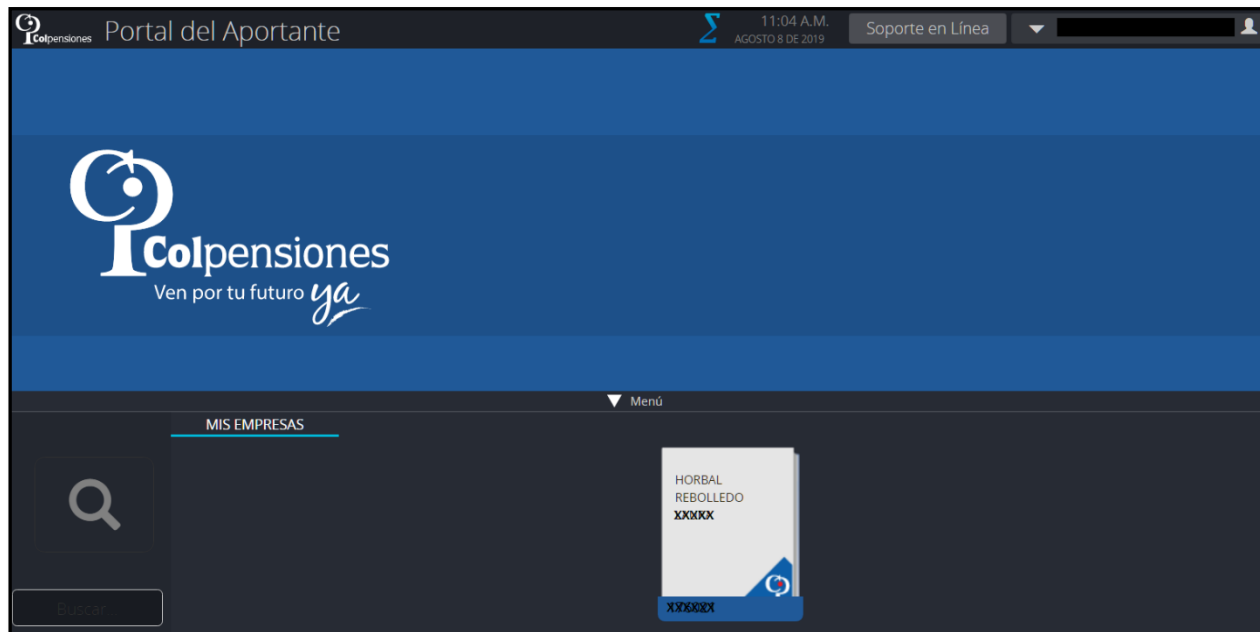 Colpensiones Portal del Aportante
11:04 A.M.
AGOSTO 8 DE 2019
Soporte en Línea
Colpensiones
Ven por tu futuro ya
Menú
MIS EMPRESAS
HORBAL
REBOLLEDO
XXXXX
XXXXXX
Buscar